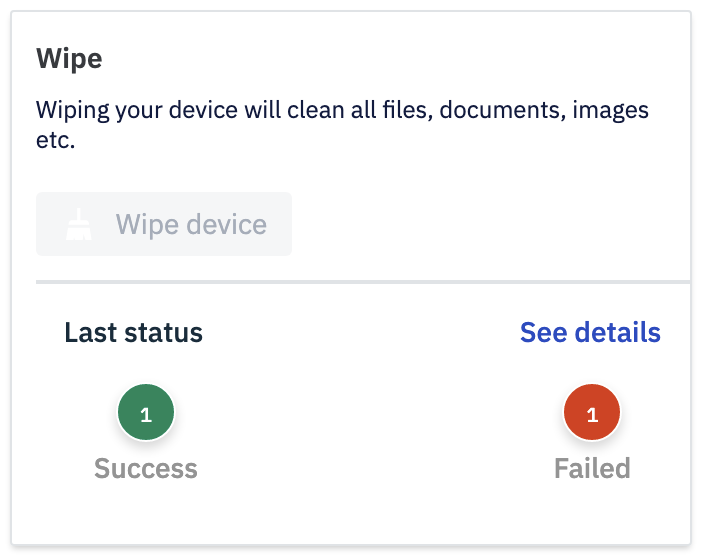 Wipe
Wiping your device will clean all files, documents, images
etc.
Wipe device
Last status
See details
1
1
Success
Failed